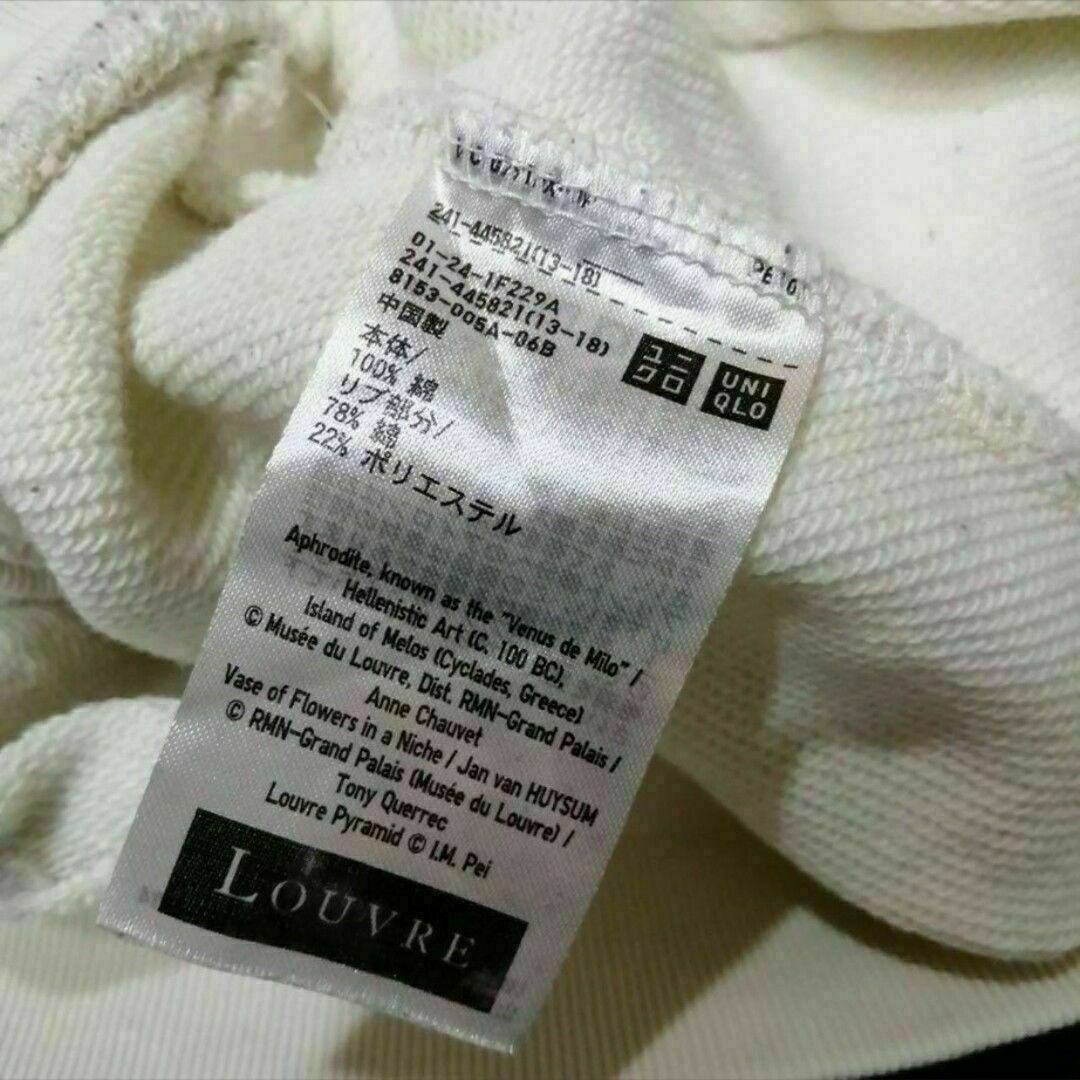 241-445821(13-18)
01-24-1F229A
241-445821(13-18)
8153-005A-06B
中国製
ユニ
クロ
UNI
QLO
本体/
100% 綿
リブ部分/
78% 綿
22% ポリエステル
Aphrodite, known as the "Venus de Milo" /
Hellenistic Art (C. 100 BC),
Island of Melos (Cyclades, Greece)
© Musée du Louvre, Dist. RMN-Grand Palais /
Anne Chauvet
Vase of Flowers in a Niche / Jan van HUYSUM
© RMN-Grand Palais (Musée du Louvre) /
Tony Querrec
Louvre Pyramid © I.M. Pei
LOUVRE